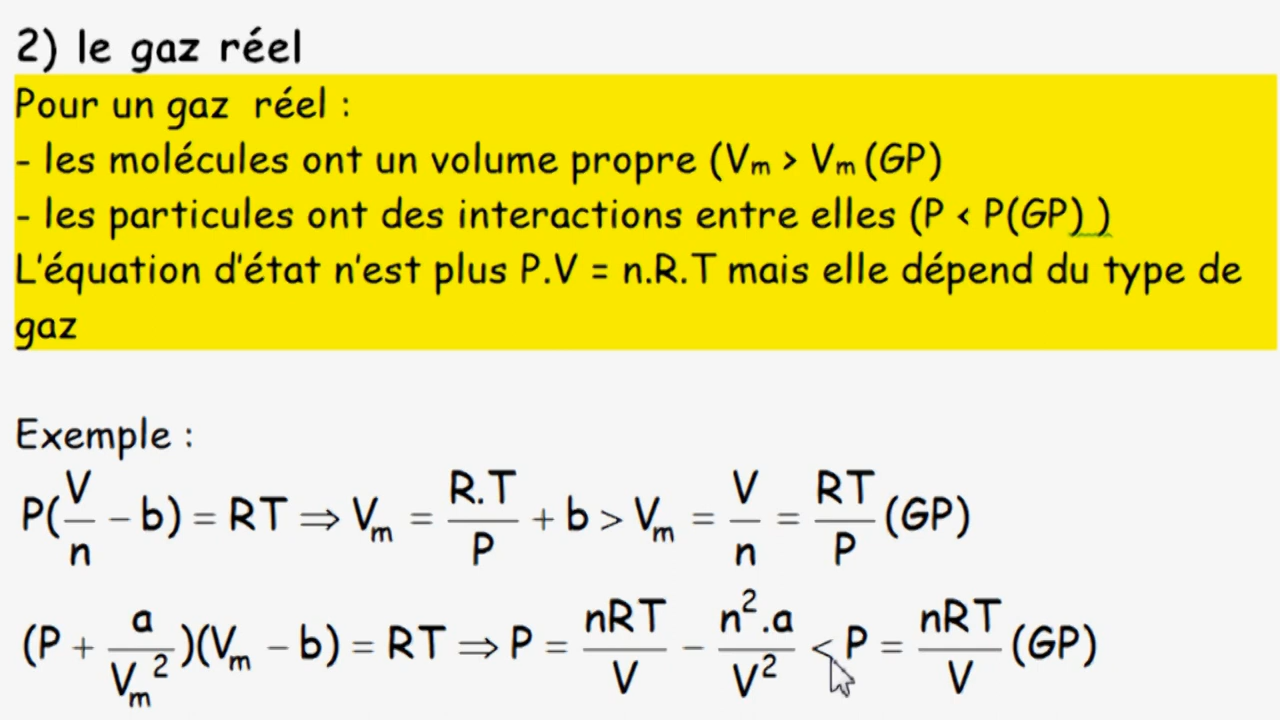 2) le gaz réel
Pour un gaz réel :
- les molécules ont un volume propre (Vₘ > Vₘ (GP)
- les particules ont des interactions entre elles (P < P(GP) )
L'équation d'état n'est plus P.V = n.R.T mais elle dépend du type de
gaz
Exemple :
P(V/n − b) = RT ⇒ Vₘ = R.T/P + b > Vₘ = V/n = RT/P (GP)
(P + a/Vₘ²)(Vₘ − b) = RT ⇒ P = nRT/V − n².a/V² < P = nRT/V (GP)